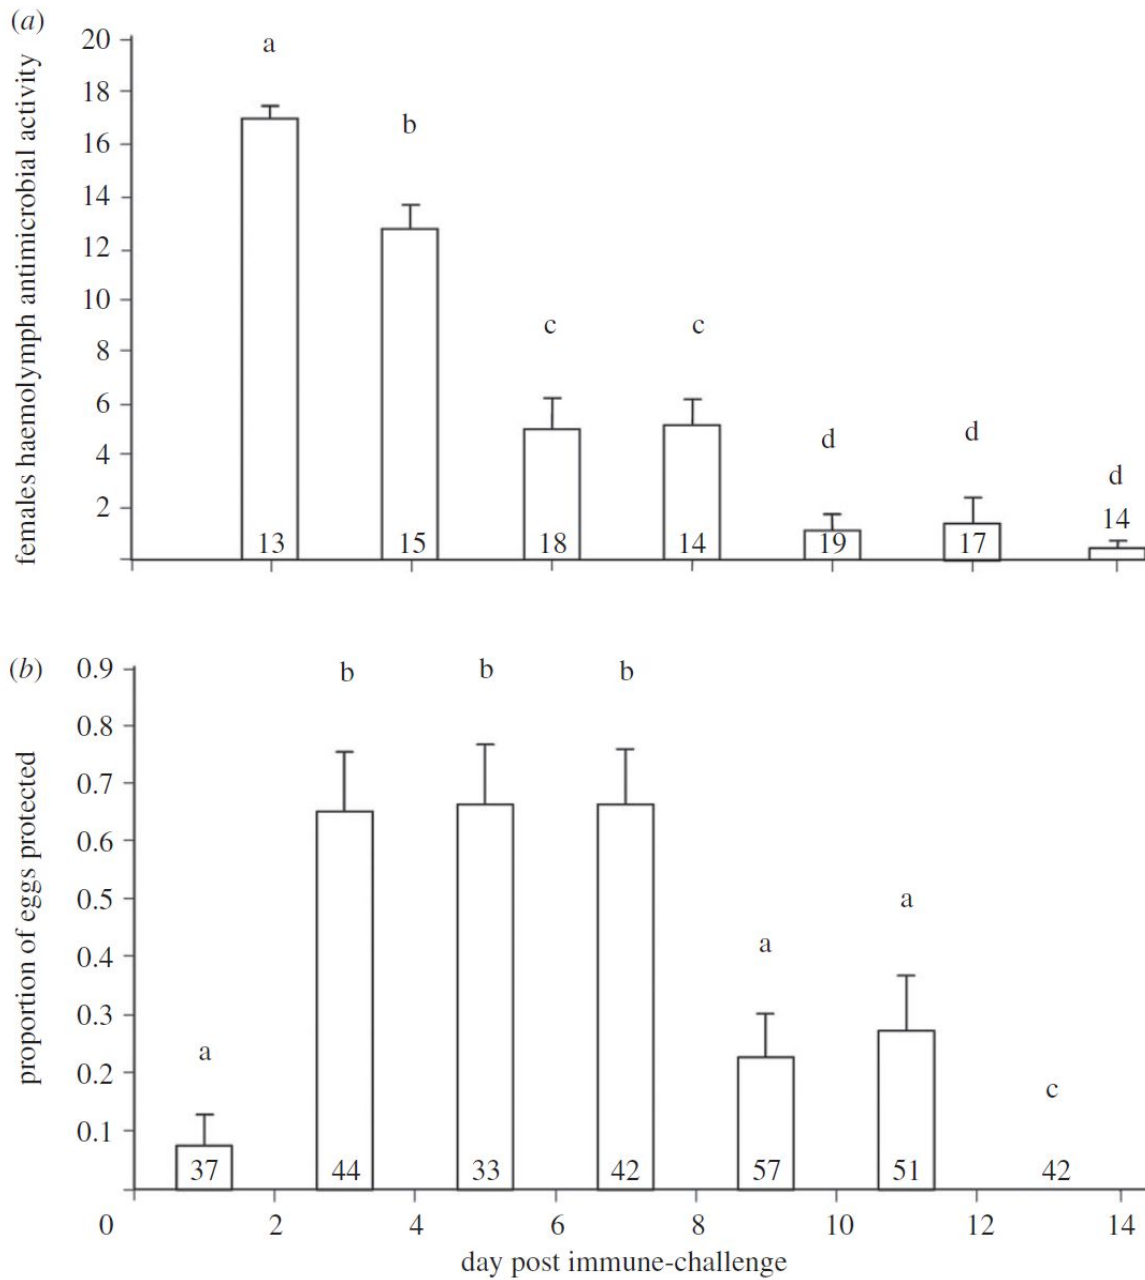 (a)
females haemolymph antimicrobial activity
20
18
16
14
12
10
8
6
4
2
a
b
c
c
d
d
d
13
15
18
14
19
17
14
(b)
proportion of eggs protected
0.9
0.8
0.7
0.6
0.5
0.4
0.3
0.2
0.1
a
b
b
b
a
a
c
37
44
33
42
57
51
42
0 2 4 6 8 10 12 14
day post immune-challenge